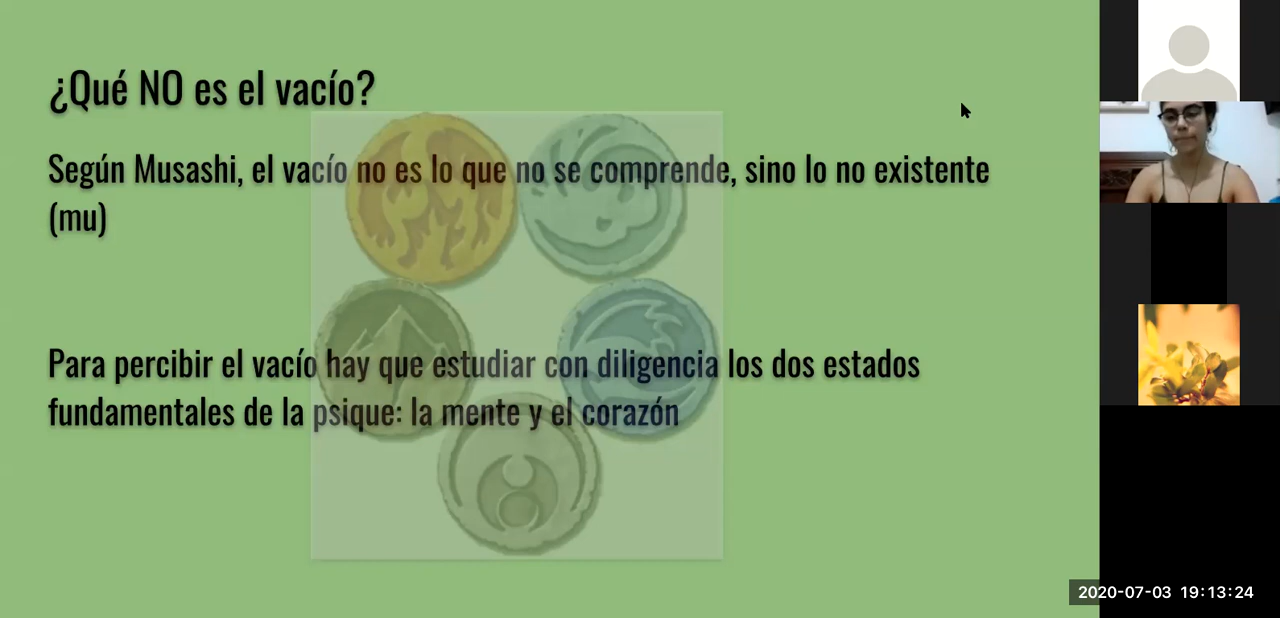 ¿Qué NO es el vacío?
Según Musashi, el vacío no es lo que no se comprende, sino lo no existente
(mu)
Para percibir el vacío hay que estudiar con diligencia los dos estados
fundamentales de la psique: la mente y el corazón
2020-07-03 19:13:24